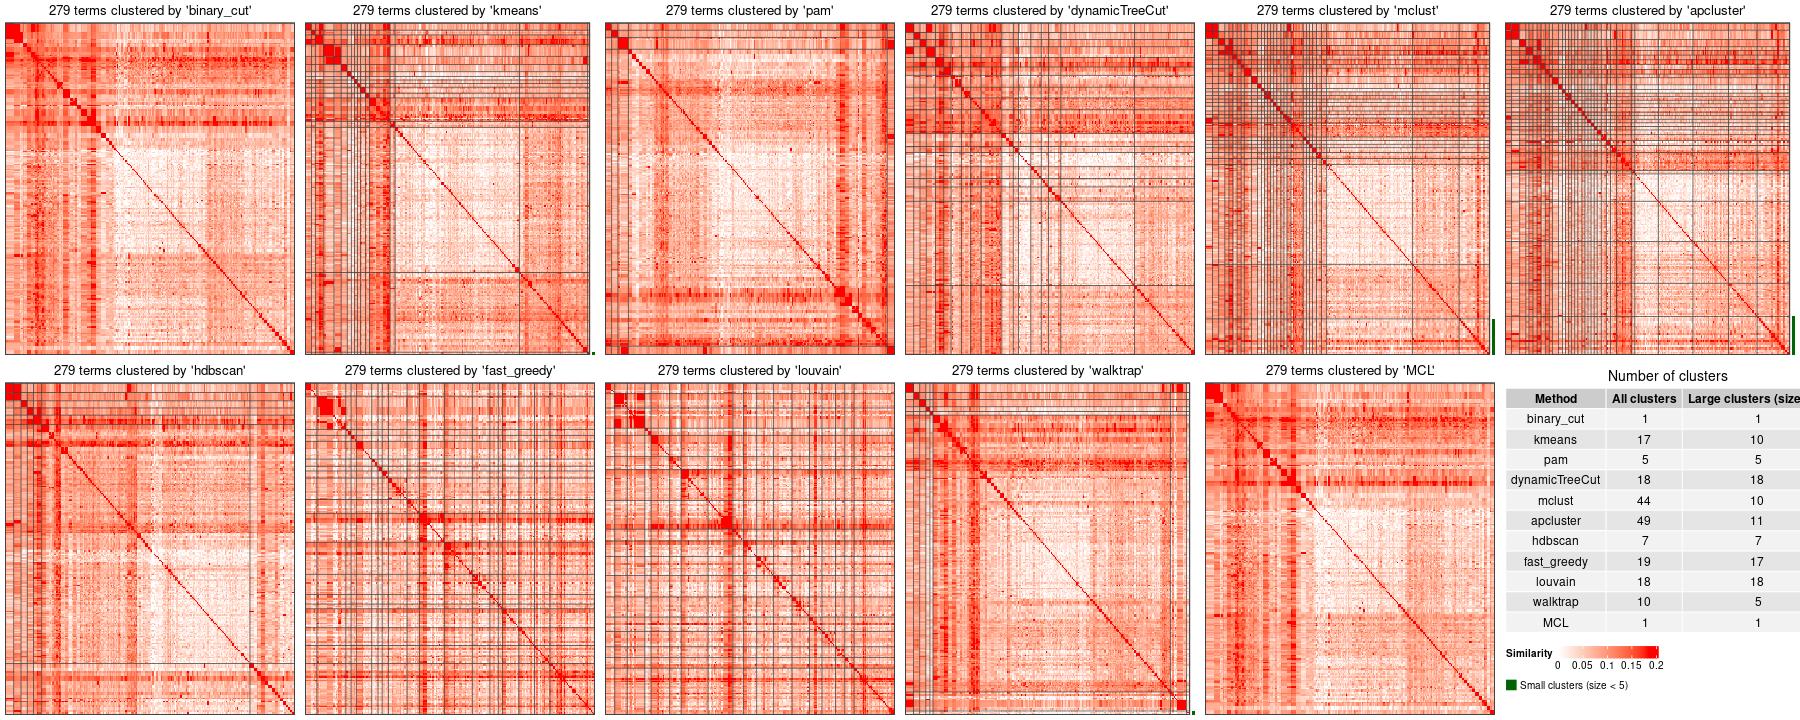 279 terms clustered by 'binary_cut'
279 terms clustered by 'kmeans'
279 terms clustered by 'pam'
279 terms clustered by 'dynamicTreeCut'
279 terms clustered by 'mclust'
279 terms clustered by 'apcluster'
279 terms clustered by 'hdbscan'
279 terms clustered by 'fast_greedy'
279 terms clustered by 'louvain'
279 terms clustered by 'walktrap'
279 terms clustered by 'MCL'
Number of clusters
Method All clusters Large clusters (size
binary_cut 1 1
kmeans 17 10
pam 5 5
dynamicTreeCut 18 18
mclust 44 10
apcluster 49 11
hdbscan 7 7
fast_greedy 19 17
louvain 18 18
walktrap 10 5
MCL 1 1
Similarity
0 0.05 0.1 0.15 0.2
Small clusters (size < 5)